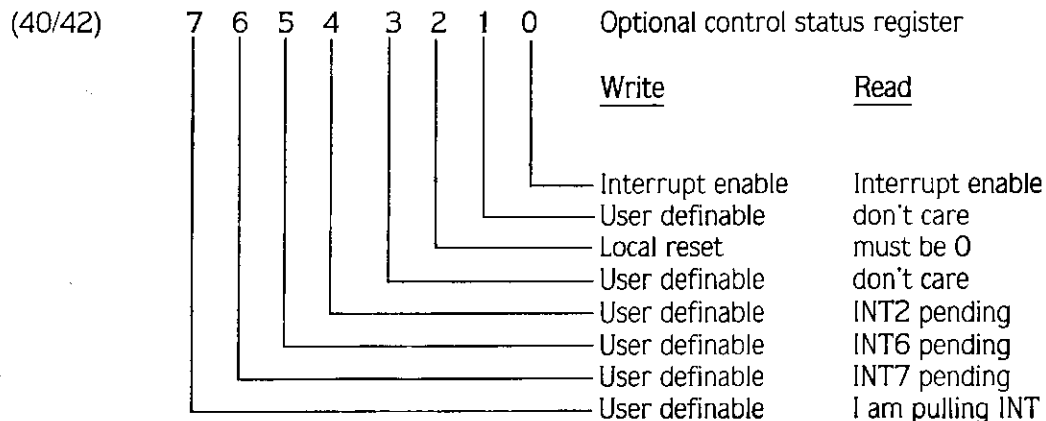 (40/42) 7 6 5 4 3 2 1 0 Optional control status register
Write Read
Interrupt enable Interrupt enable
User definable don't care
Local reset must be 0
User definable don't care
User definable INT2 pending
User definable INT6 pending
User definable INT7 pending
User definable I am pulling INT